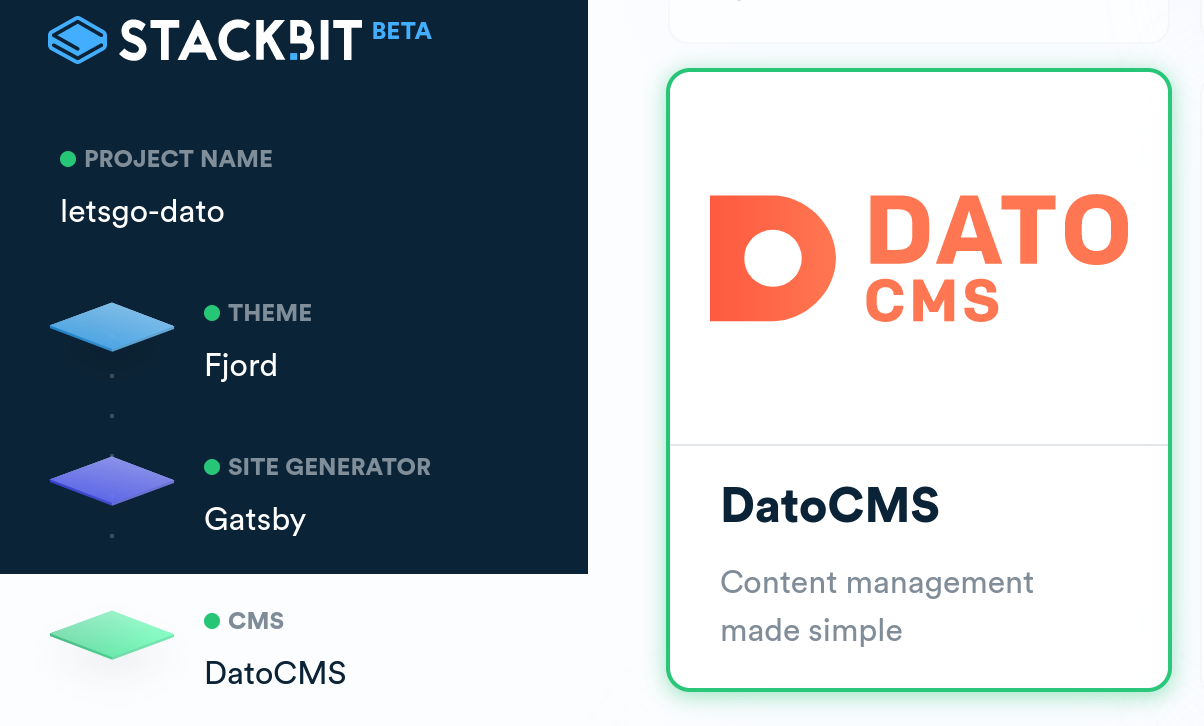 STACKBIT BETA
PROJECT NAME
letsgo-dato
THEME
Fjord
SITE GENERATOR
Gatsby
CMS
DatoCMS
DATO
CMS
DatoCMS
Content management
made simple